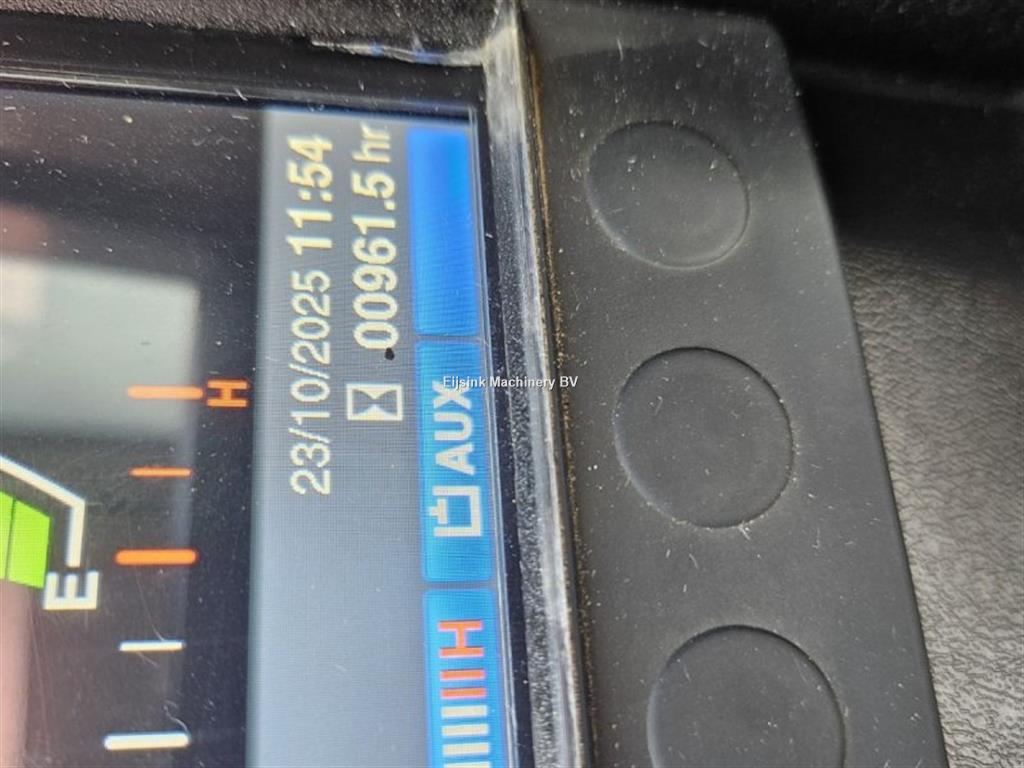 E
H
23/10/2025 11:54
00961.5 hr
H
AUX
Eijsink Machinery BV